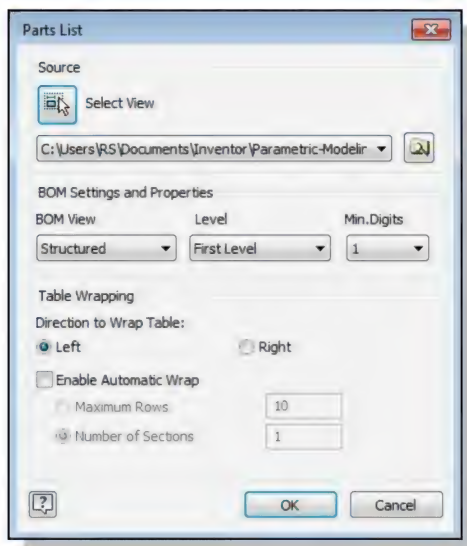 Parts List
Source
Select View
C:\Users\RS\Documents\Inventor\Parametric-Modelir
BOM Settings and Properties
BOM View Level Min.Digits
Structured First Level 1
Table Wrapping
Direction to Wrap Table:
Left Right
Enable Automatic Wrap
Maximum Rows 10
Number of Sections 1
? OK Cancel